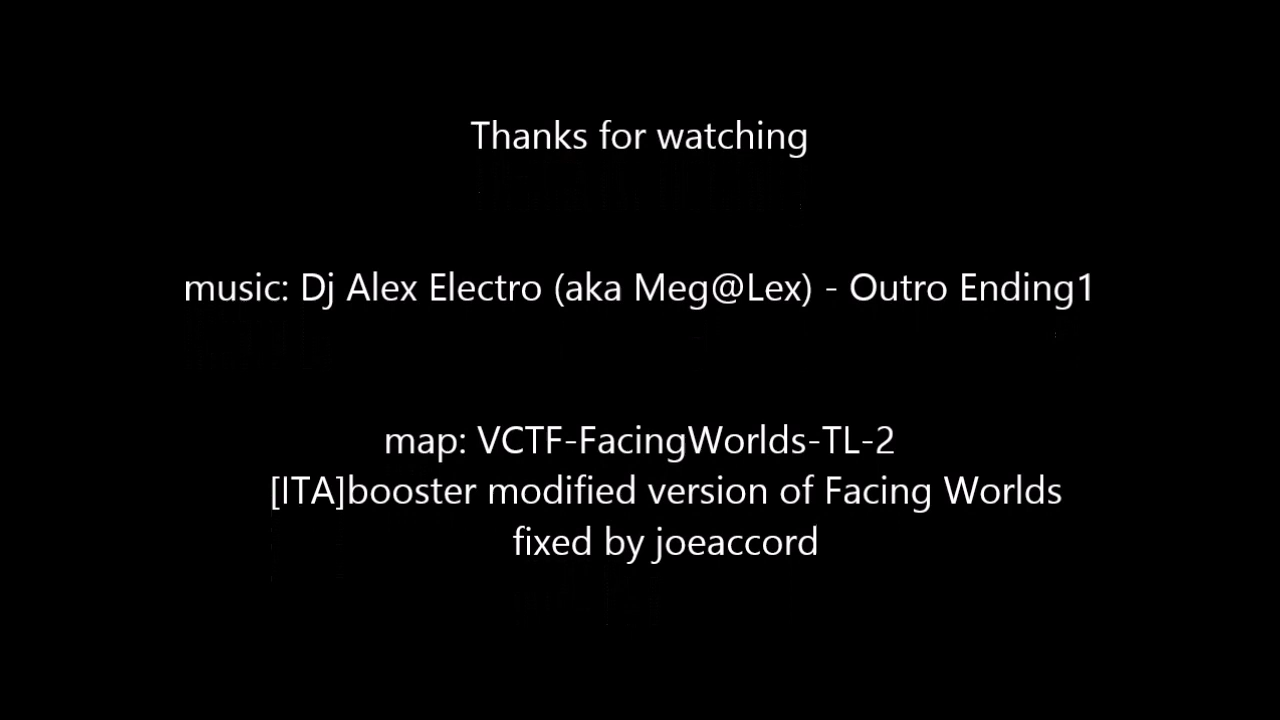 Thanks for watching
music: Dj Alex Electro (aka Meg@Lex) - Outro Ending1
map: VCTF-FacingWorlds-TL-2
[ITA]booster modified version of Facing Worlds
fixed by joeaccord